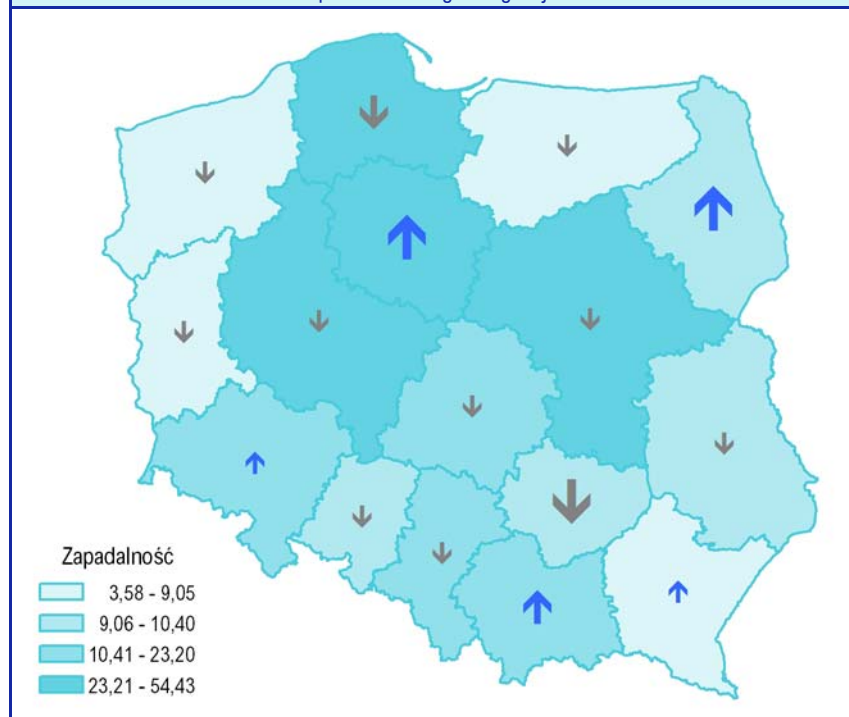 Zapadalność
3,58 - 9,05
9,06 - 10,40
10,41 - 23,20
23,21 - 54,43